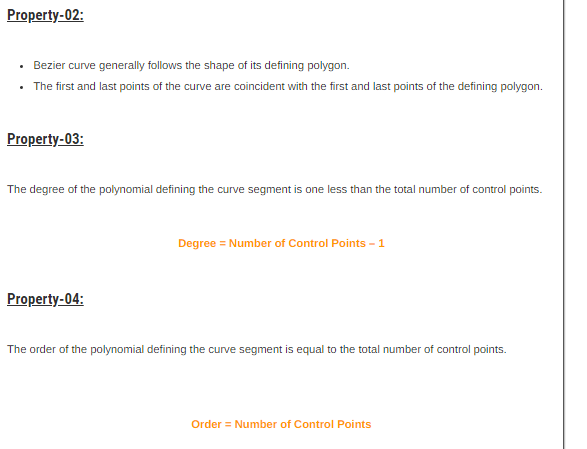 Property-02:
• Bezier curve generally follows the shape of its defining polygon.
• The first and last points of the curve are coincident with the first and last points of the defining polygon.
Property-03:
The degree of the polynomial defining the curve segment is one less than the total number of control points.
Degree = Number of Control Points – 1
Property-04:
The order of the polynomial defining the curve segment is equal to the total number of control points.
Order = Number of Control Points